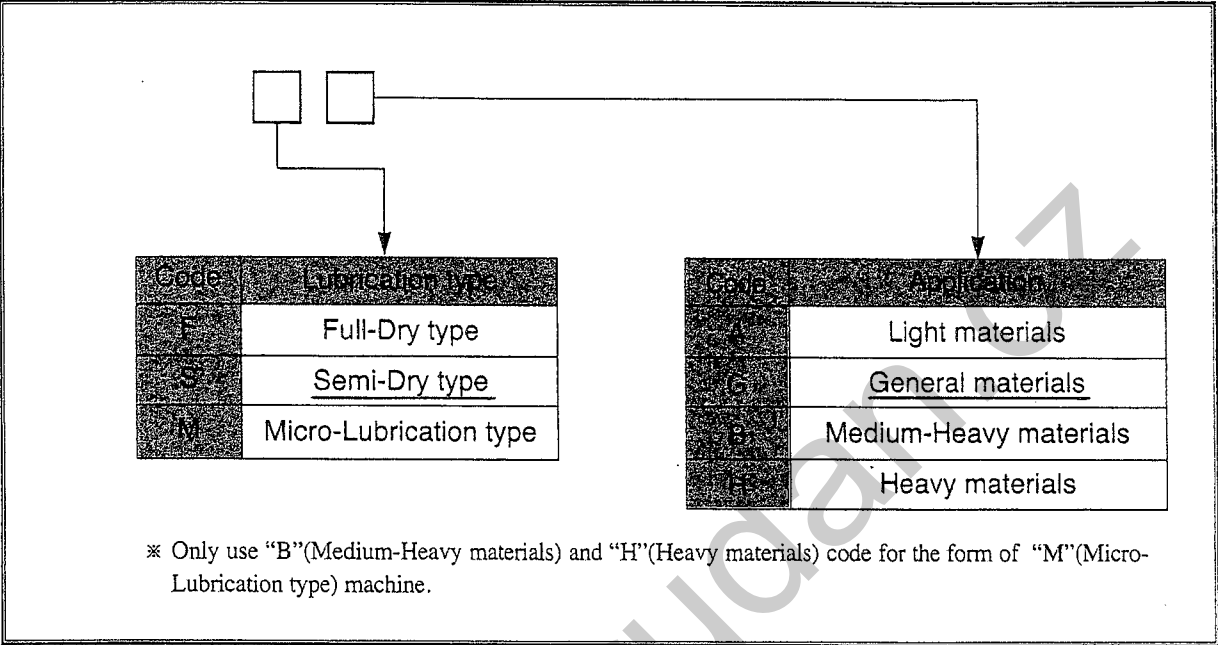 Code Lubrication type
F Full-Dry type
S Semi-Dry type
M Micro-Lubrication type
Code Application
A Light materials
G General materials
B Medium-Heavy materials
H Heavy materials
※ Only use “B”(Medium-Heavy materials) and “H”(Heavy materials) code for the form of “M”(Micro-
Lubrication type) machine.
udan.cz